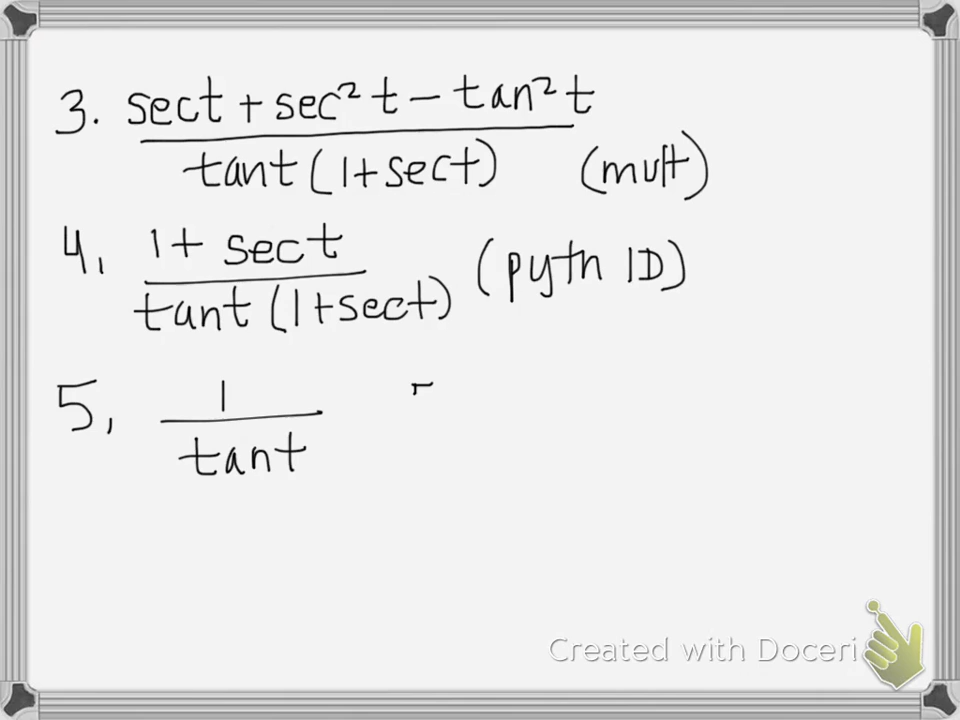 3. sect + sec²t - tan²t
tant(1+sect) (mult)
4, 1 + sect
tant(1+sect) (pyth ID)
5, 1
tant
Created with Doceri